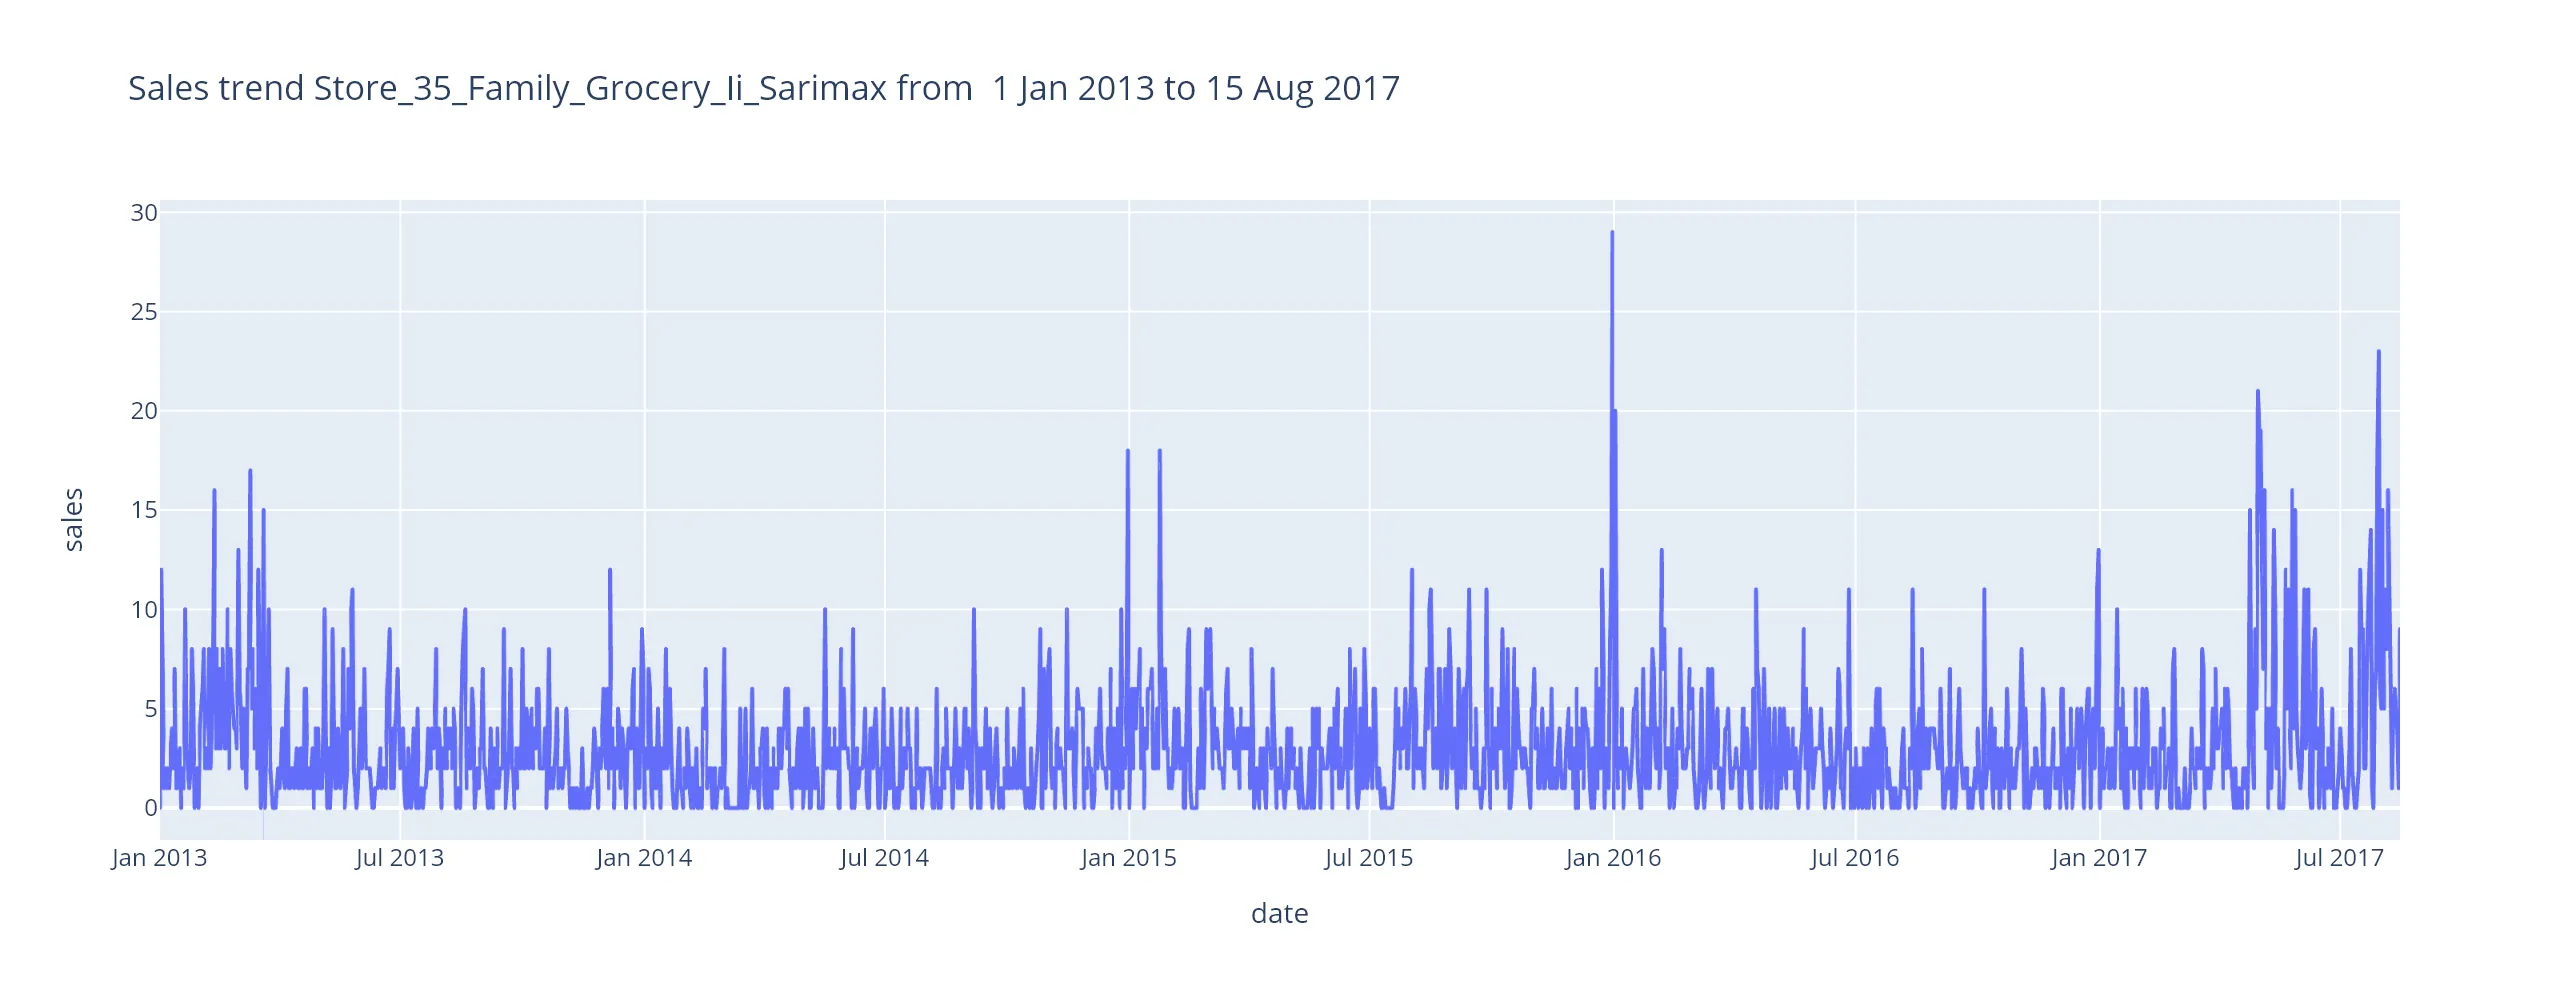 Sales trend Store_35_Family_Grocery_Ii_Sarimax from  1 Jan 2013 to 15 Aug 2017
30
25
20
15
10
5
0
sales
Jan 2013 Jul 2013 Jan 2014 Jul 2014 Jan 2015 Jul 2015 Jan 2016 Jul 2016 Jan 2017 Jul 2017
date